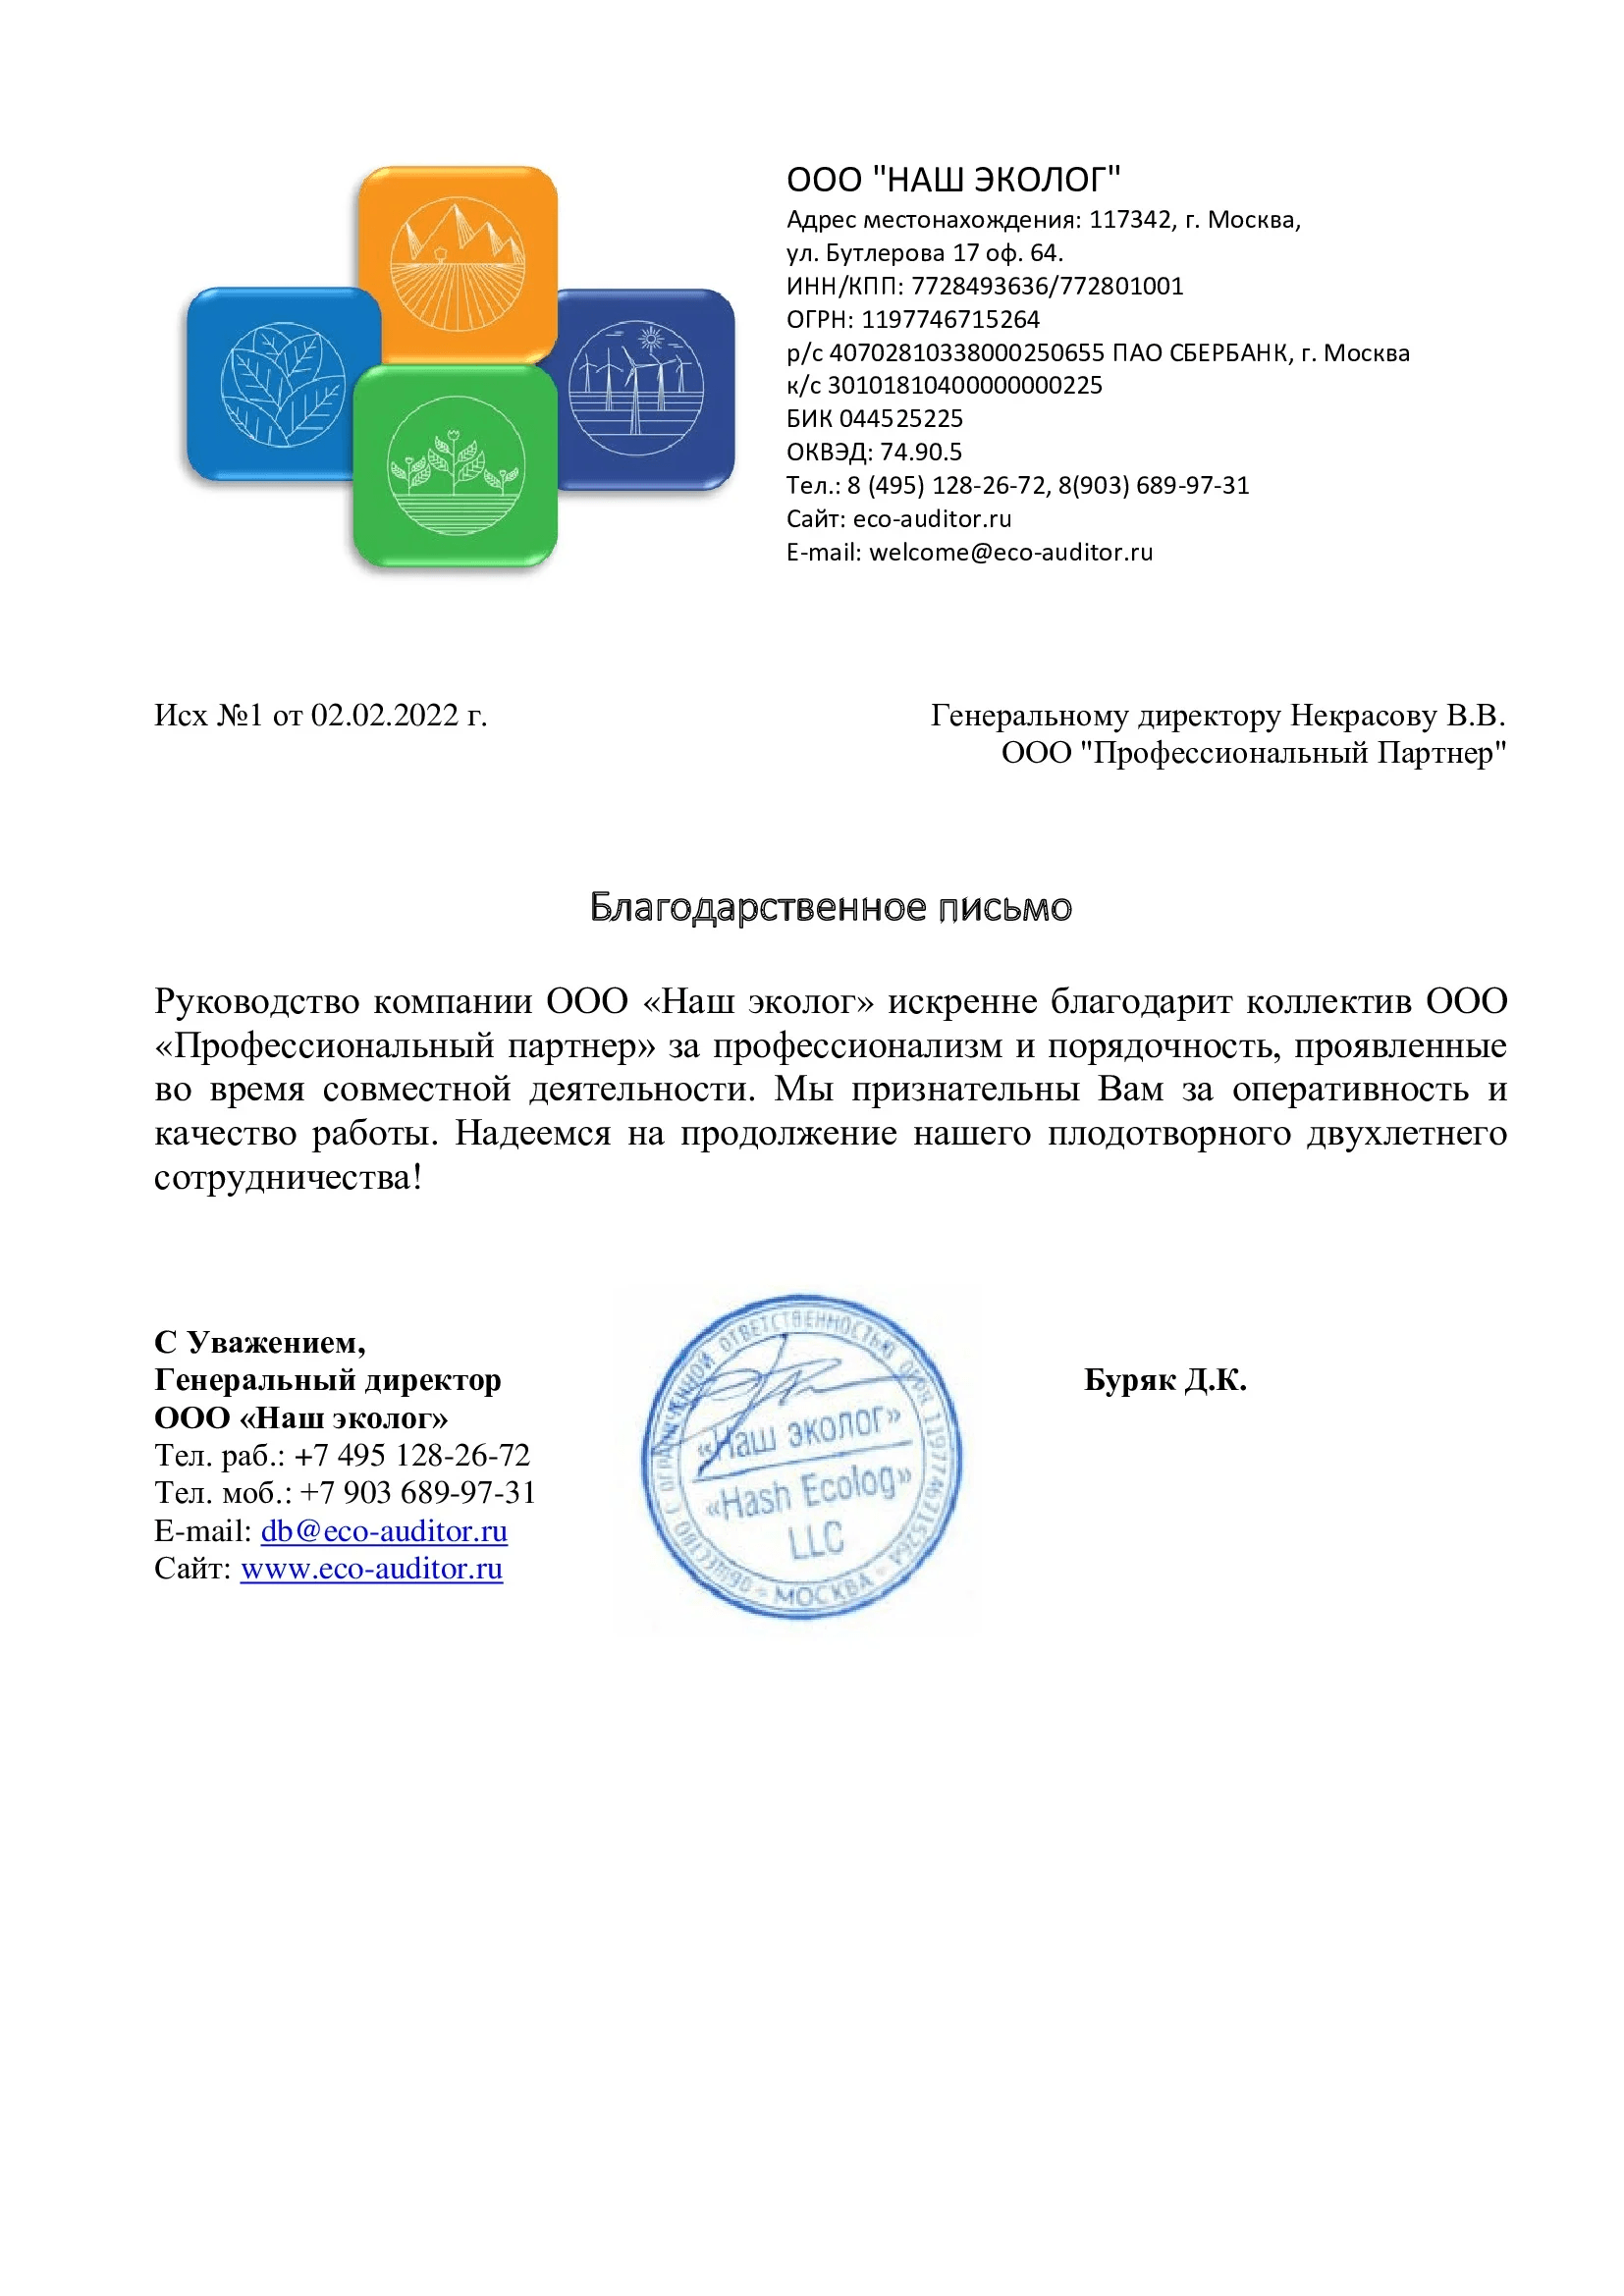 ООО "НАШ ЭКОЛОГ"
Адрес местонахождения: 117342, г. Москва,
ул. Бутлерова 17 оф. 64.
ИНН/КПП: 7728493636/772801001
ОГРН: 1197746715264
р/с 40702810338000250655 ПАО СБЕРБАНК, г. Москва
к/с 30101810400000000225
БИК 044525225
ОКВЭД: 74.90.5
Тел.: 8 (495) 128-26-72, 8(903) 689-97-31
Сайт: eco-auditor.ru
E-mail: welcome@eco-auditor.ru
Исх №1 от 02.02.2022 г.
Генеральному директору Некрасову В.В.
ООО "Профессиональный Партнер"
Благодарственное письмо
Руководство компании ООО «Наш эколог» искренне благодарит коллектив ООО
«Профессиональный партнер» за профессионализм и порядочность, проявленные
во время совместной деятельности. Мы признательны Вам за оперативность и
качество работы. Надеемся на продолжение нашего плодотворного двухлетнего
сотрудничества!
С Уважением,
Генеральный директор
ООО «Наш эколог»
Тел. раб.: +7 495 128-26-72
Тел. моб.: +7 903 689-97-31
E-mail: db@eco-auditor.ru
Сайт: www.eco-auditor.ru
ОБЩЕСТВО С ОГРАНИЧЕННОЙ ОТВЕТСТВЕННОСТЬЮ ОГРН 1197746715264
«Наш эколог»
«Hash Ecolog»
LLC
МОСКВА
Буряк Д.К.